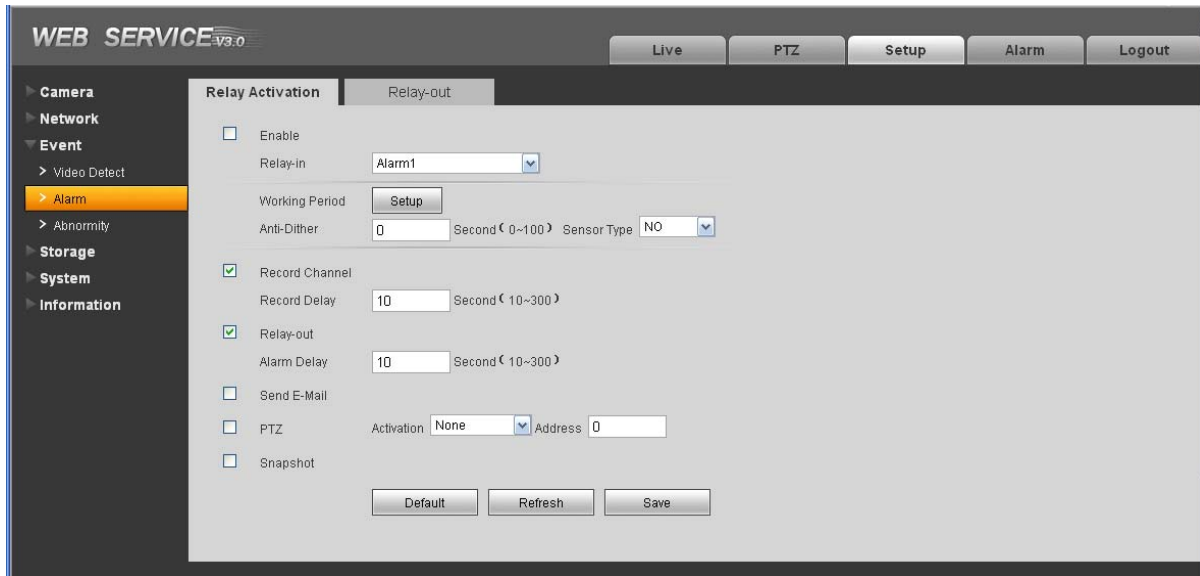 WEB SERVICE V3.0
Live PTZ Setup Alarm Logout
Camera
Network
Event
> Video Detect
> Alarm
> Abnormity
Storage
System
Information
Relay Activation Relay-out
Enable
Relay-in Alarm1
Working Period Setup
Anti-Dither 0 Second ( 0~100 ) Sensor Type NO
Record Channel
Record Delay 10 Second ( 10~300 )
Relay-out
Alarm Delay 10 Second ( 10~300 )
Send E-Mail
PTZ Activation None Address 0
Snapshot
Default Refresh Save